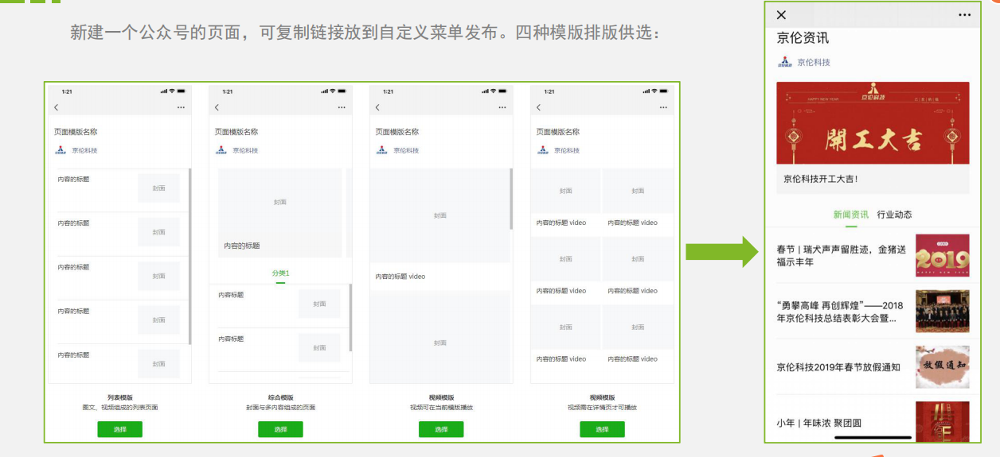 新建一个公众号的页面，可复制链接放到自定义菜单发布。四种模版排版供选：
1:21
页面模版名称
京伦科技
内容的标题
封面
内容的标题
封面
内容的标题
封面
内容的标题
封面
内容的标题
封面
列表模版
图文、视频组成的列表页面
选择
1:21
页面模版名称
京伦科技
封面
内容的标题
分类1
内容标题
封面
内容标题
封面
综合模版
封面与多内容组成的页面
选择
1:21
页面模版名称
京伦科技
封面
内容的标题 video
封面
视频模版
视频可在当前模版播放
选择
1:21
页面模版名称
京伦科技
封面
封面
内容的标题 video
内容的标题 video
封面
封面
内容的标题 video
内容的标题 video
封面
封面
内容的标题 video
内容的标题 video
视频模版
视频需在详情页才可播放
选择
京伦资讯
京伦科技
HAPPY NEW YEAR
京伦科技
開工大吉
京伦科技开工大吉！
新闻资讯 行业动态
春节 | 瑞犬声声留胜迹，金猪送
福示丰年
2019
HAPPY NEW YEAR
“勇攀高峰 再创辉煌”——2018
年京伦科技总结表彰大会暨...
京伦科技2019年春节放假通知
放假通知
小年 | 年味浓 聚团圆